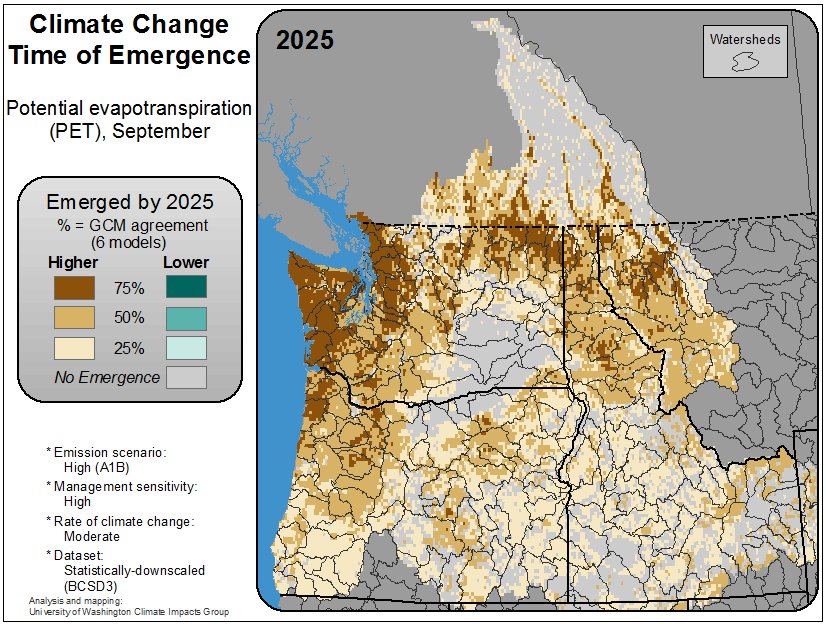 Climate Change
Time of Emergence
Potential evapotranspiration
(PET), September
Emerged by 2025
% = GCM agreement
(6 models)
Higher Lower
75%
50%
25%
No Emergence
* Emission scenario:
High (A1B)
* Management sensitivity:
High
* Rate of climate change:
Moderate
* Dataset:
Statistically-downscaled
(BCSD3)
Analysis and mapping:
University of Washington Climate Impacts Group
2025
Watersheds